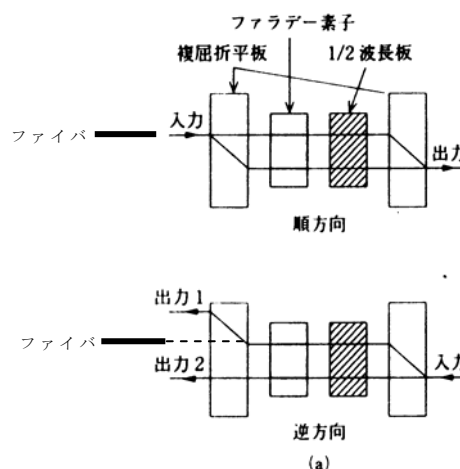 ファラデー素子
複屈折平板
1/2波長板
ファイバ
入力
出力
順方向
出力1
ファイバ
出力2
入力
逆方向
(a)